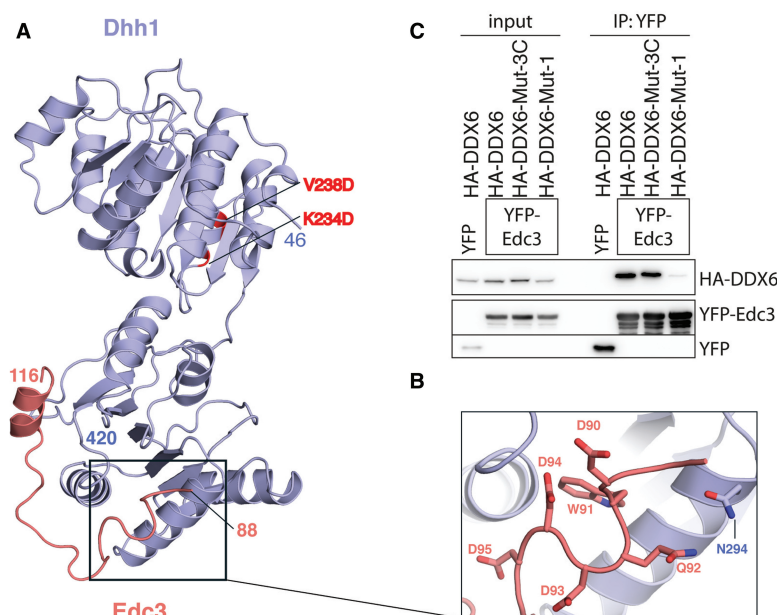 A
Dhh1
V238D
K234D
46
116
420
88
Edc3
C
input
IP: YFP
HA-DDX6
HA-DDX6
HA-DDX6-Mut-3C
HA-DDX6-Mut-1
HA-DDX6
HA-DDX6
HA-DDX6-Mut-3C
HA-DDX6-Mut-1
YFP
YFP-
Edc3
YFP
YFP-
Edc3
HA-DDX6
YFP-Edc3
YFP
B
D90
D94
W91
D95
N294
Q92
D93